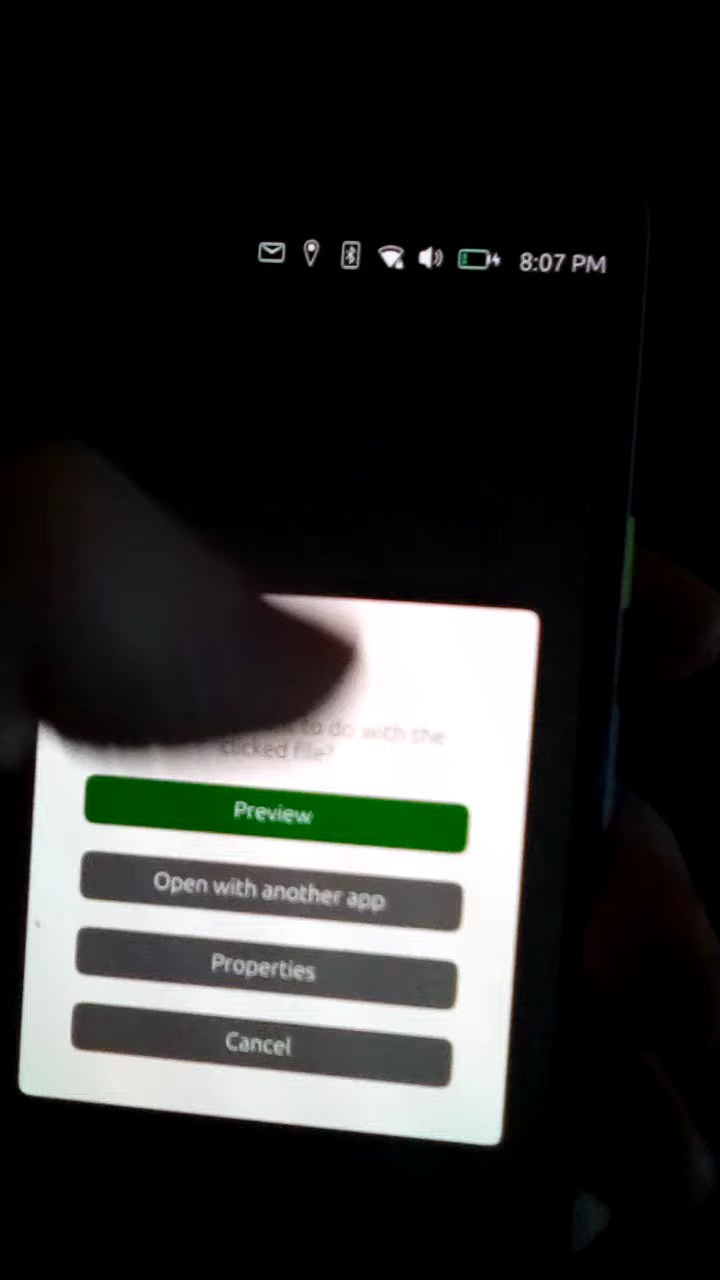 8:07 PM
to do with the
clicked file?
Preview
Open with another app
Properties
Cancel